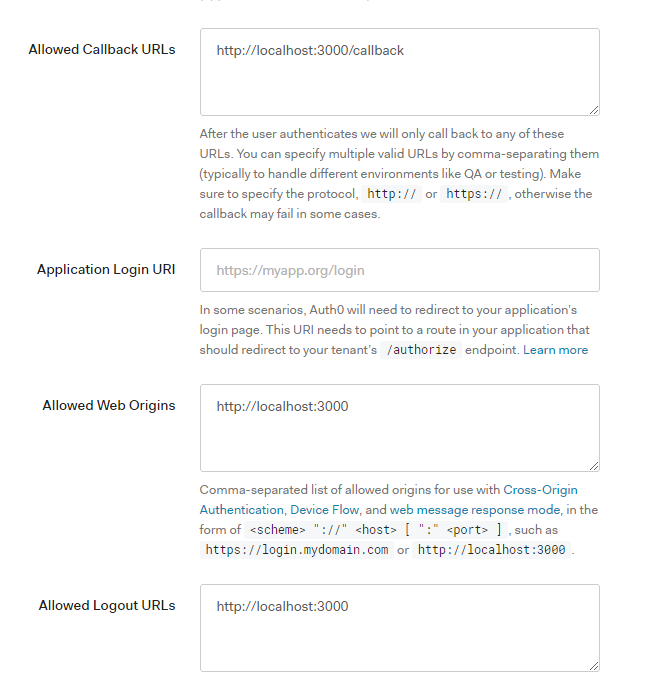 Allowed Callback URLs
http://localhost:3000/callback
After the user authenticates we will only call back to any of these
URLs. You can specify multiple valid URLs by comma-separating them
(typically to handle different environments like QA or testing). Make
sure to specify the protocol, http:// or https:// , otherwise the
callback may fail in some cases.
Application Login URI
https://myapp.org/login
In some scenarios, Auth0 will need to redirect to your application's
login page. This URI needs to point to a route in your application that
should redirect to your tenant's /authorize endpoint. Learn more
Allowed Web Origins
http://localhost:3000
Comma-separated list of allowed origins for use with Cross-Origin
Authentication, Device Flow, and web message response mode, in the
form of <scheme> "://" <host> [ ":" <port> ] , such as
https://login.mydomain.com or http://localhost:3000 .
Allowed Logout URLs
http://localhost:3000